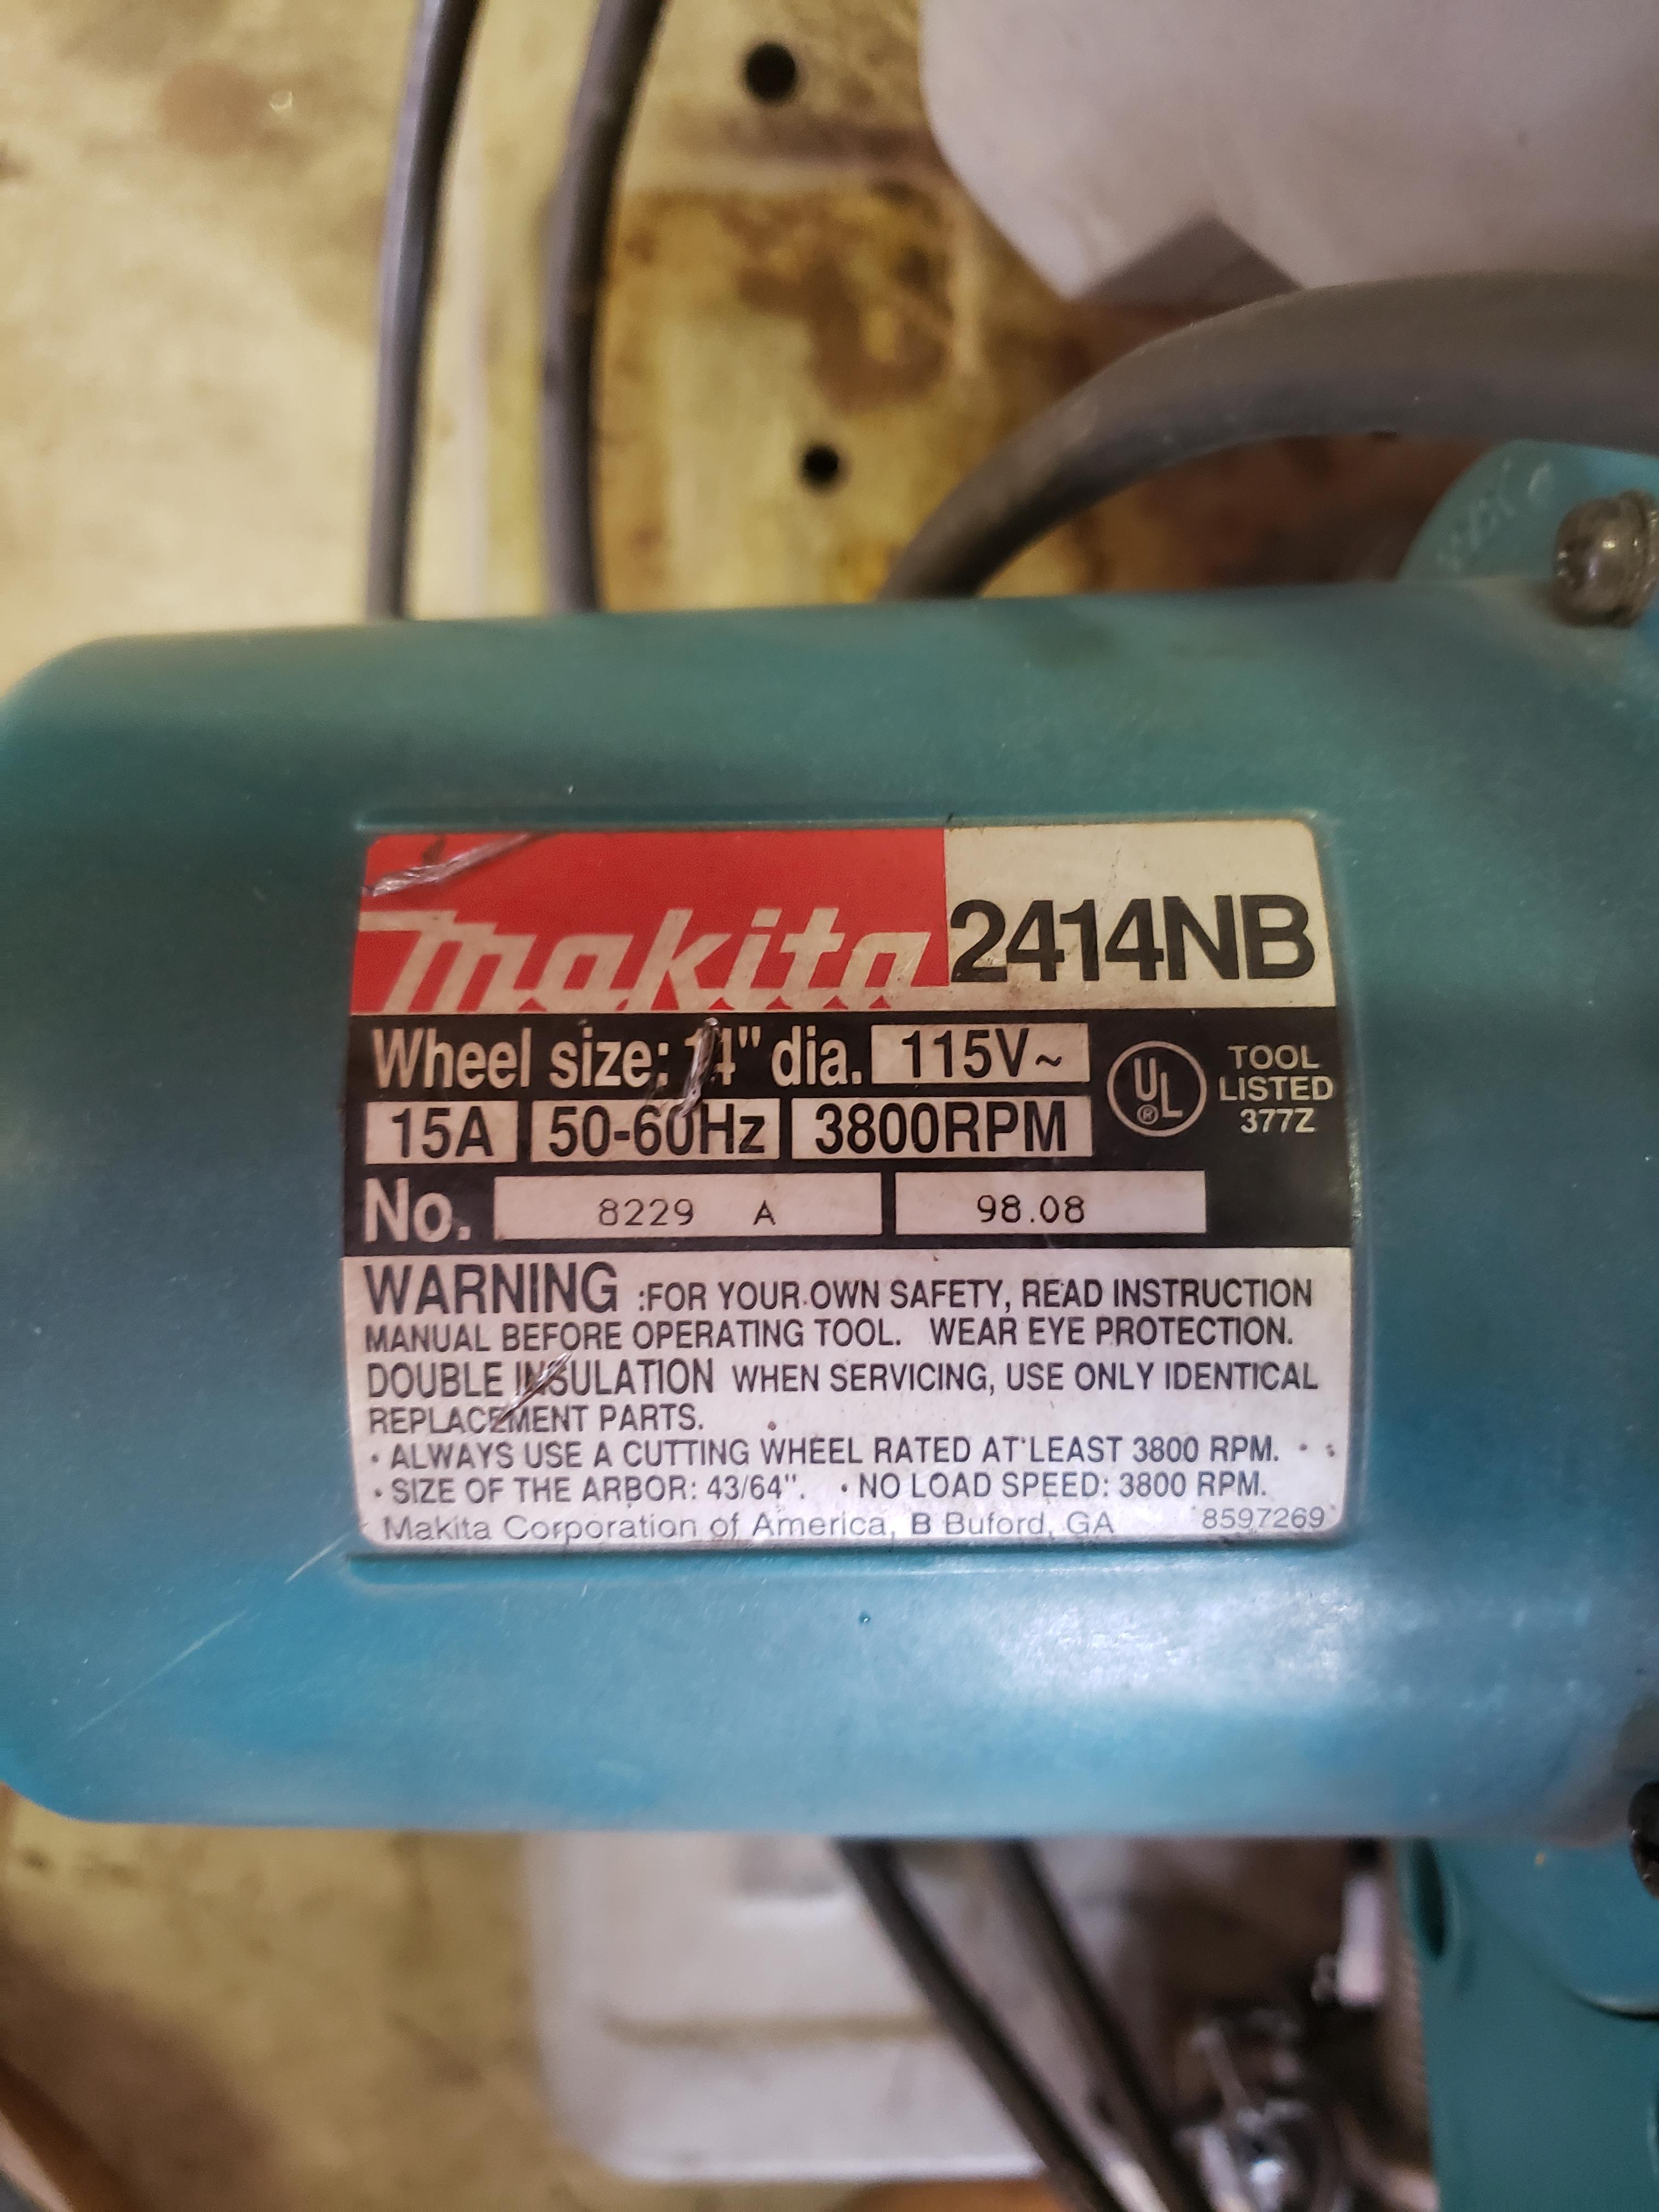 Makita 2414NB
Wheel size: 14" dia. 115V~
15A 50-60Hz 3800RPM
UL ® TOOL
LISTED
377Z
No. 8229 A 98.08
WARNING :FOR YOUR OWN SAFETY, READ INSTRUCTION
MANUAL BEFORE OPERATING TOOL. WEAR EYE PROTECTION.
DOUBLE INSULATION WHEN SERVICING, USE ONLY IDENTICAL
REPLACEMENT PARTS.
• ALWAYS USE A CUTTING WHEEL RATED AT LEAST 3800 RPM.
• SIZE OF THE ARBOR: 43/64". • NO LOAD SPEED: 3800 RPM.
Makita Corporation of America, B Buford, GA 8597269